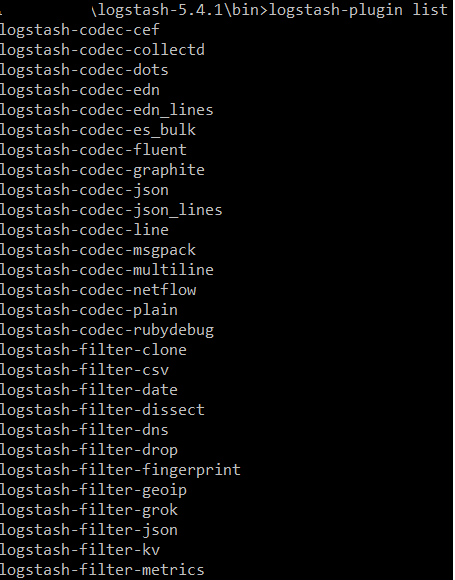 \logstash-5.4.1\bin>logstash-plugin list
logstash-codec-cef
logstash-codec-collectd
logstash-codec-dots
logstash-codec-edn
logstash-codec-edn_lines
logstash-codec-es_bulk
logstash-codec-fluent
logstash-codec-graphite
logstash-codec-json
logstash-codec-json_lines
logstash-codec-line
logstash-codec-msgpack
logstash-codec-multiline
logstash-codec-netflow
logstash-codec-plain
logstash-codec-rubydebug
logstash-filter-clone
logstash-filter-csv
logstash-filter-date
logstash-filter-dissect
logstash-filter-dns
logstash-filter-drop
logstash-filter-fingerprint
logstash-filter-geoip
logstash-filter-grok
logstash-filter-json
logstash-filter-kv
logstash-filter-metrics